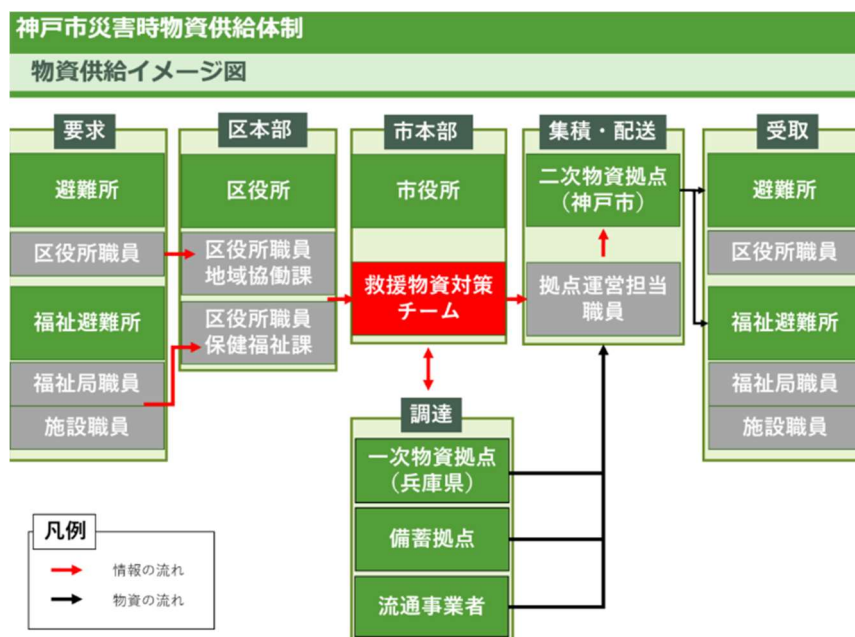 神戸市災害時物資供給体制
物資供給イメージ図
要求
避難所
区役所職員
福祉避難所
福祉局職員
施設職員
区本部
区役所
区役所職員
地域協働課
区役所職員
保健福祉課
市本部
市役所
救援物資対策
チーム
集積・配送
二次物資拠点
（神戸市）
拠点運営担当
職員
受取
避難所
区役所職員
福祉避難所
福祉局職員
施設職員
調達
一次物資拠点
（兵庫県）
備蓄拠点
流通事業者
凡例
情報の流れ
物資の流れ